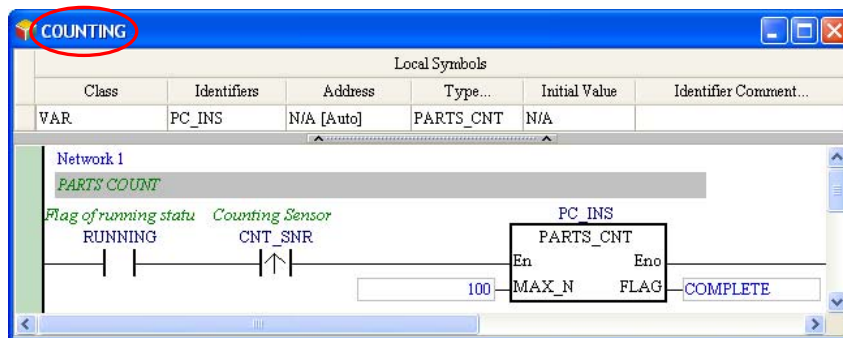 COUNTING
Local Symbols
Class Identifiers Address Type... Initial Value Identifier Comment...
VAR PC_INS N/A [Auto] PARTS_CNT N/A
Network 1
PARTS COUNT
Flag of running statu Counting Sensor PC_INS
RUNNING CNT_SNR PARTS_CNT
En Eno
100 MAX_N FLAG COMPLETE